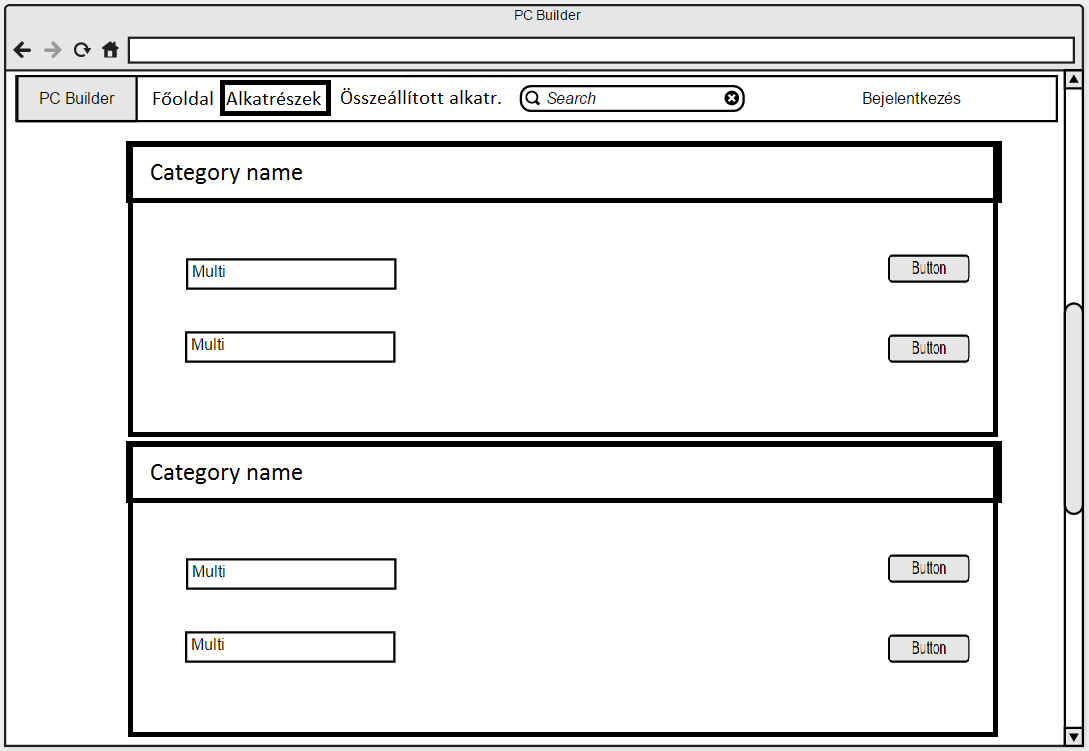 PC Builder
PC Builder Főoldal Alkatrészek Összeállított alkatr. Search Bejelentkezés
Category name
Multi Button
Multi Button
Category name
Multi Button
Multi Button